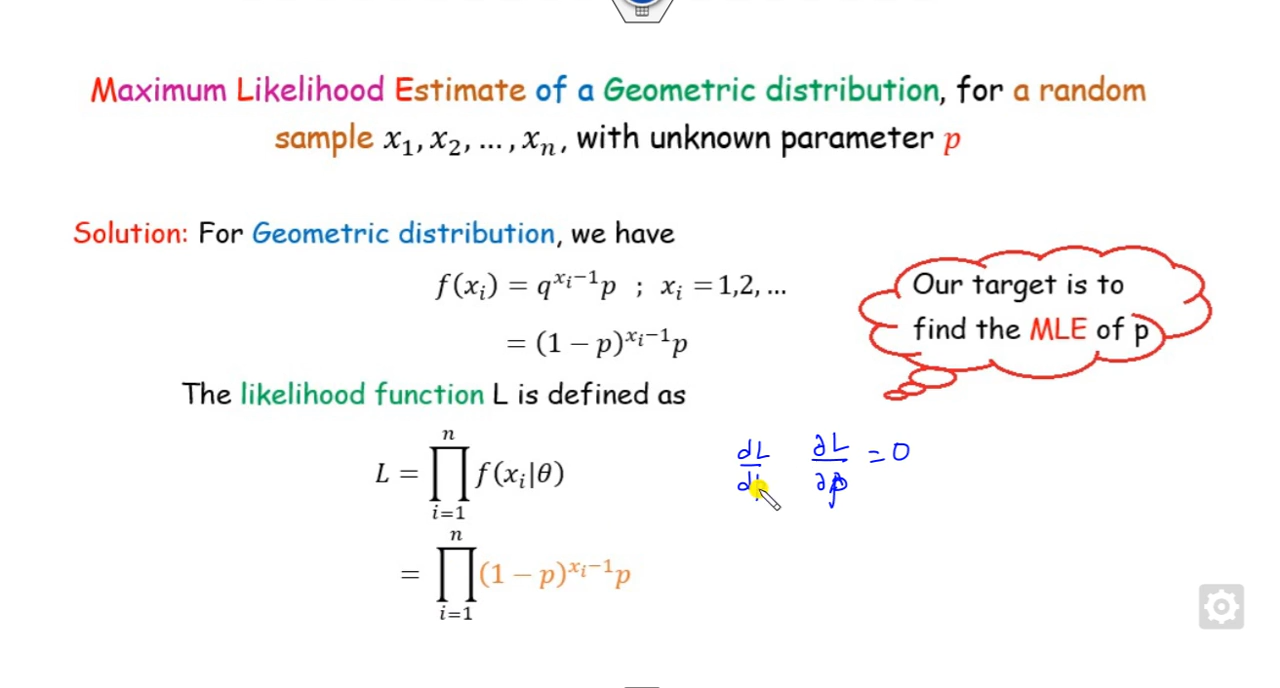 Maximum Likelihood Estimate of a Geometric distribution, for a random
sample x₁, x₂, … , xₙ, with unknown parameter p
Solution: For Geometric distribution, we have
f(xᵢ) = q^(xᵢ−1) p ; xᵢ = 1,2, …
= (1 − p)^(xᵢ−1) p
Our target is to
find the MLE of p
The likelihood function L is defined as
L = ∏_(i=1)^n f(xᵢ|θ)
dL ∂L/∂p = 0
= ∏_(i=1)^n (1 − p)^(xᵢ−1) p